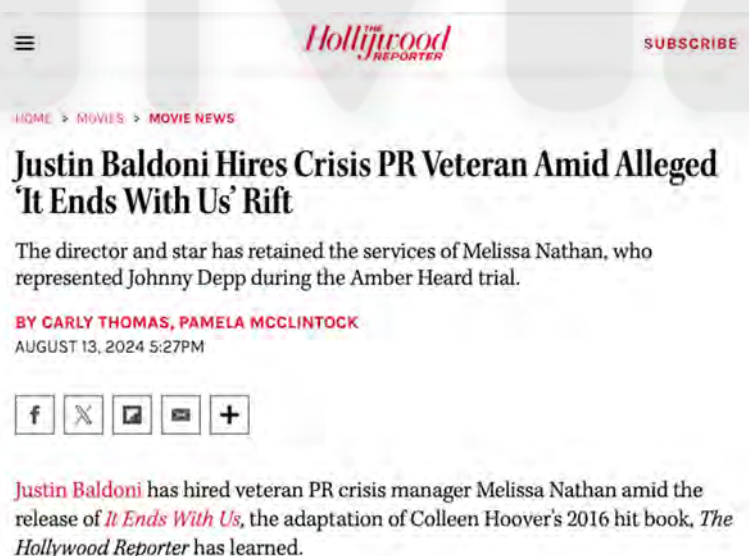 THE
Hollywood
REPORTER
SUBSCRIBE
HOME > MOVIES > MOVIE NEWS
Justin Baldoni Hires Crisis PR Veteran Amid Alleged
‘It Ends With Us’ Rift
The director and star has retained the services of Melissa Nathan, who
represented Johnny Depp during the Amber Heard trial.
BY CARLY THOMAS, PAMELA MCCLINTOCK
AUGUST 13, 2024 5:27PM
Justin Baldoni has hired veteran PR crisis manager Melissa Nathan amid the
release of It Ends With Us, the adaptation of Colleen Hoover's 2016 hit book, The
Hollywood Reporter has learned.